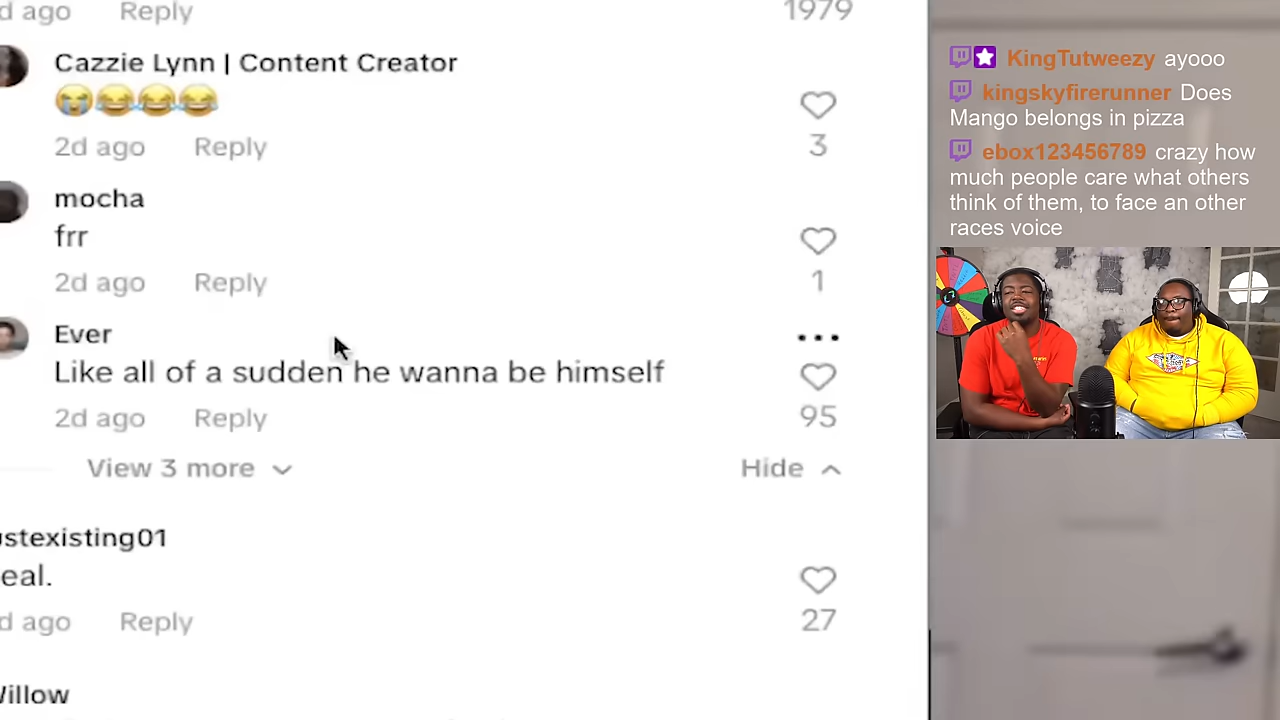 d ago Reply 1979
Cazzie Lynn | Content Creator
😭😂😂😂
3
2d ago Reply
mocha
frr
1
2d ago Reply
Ever
Like all of a sudden he wanna be himself
95
2d ago Reply
View 3 more Hide
ustexisting01
eal.
27
d ago Reply
Willow
KingTutweezy ayooo
kingskyfirerunner Does
Mango belongs in pizza
ebox123456789 crazy how
much people care what others
think of them, to face an other
races voice